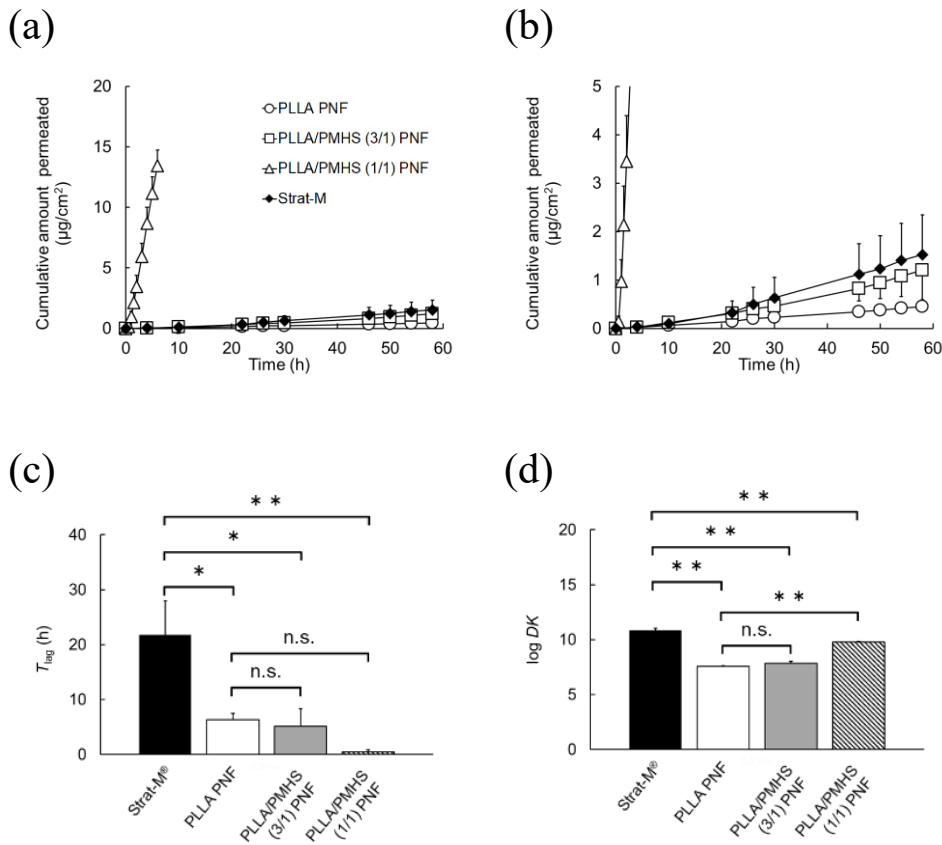 (a)
Cumulative amount permeated
(µg/cm²)
20
15
10
5
0
0
10
20
30
40
50
60
Time (h)
PLLA PNF
PLLA/PMHS (3/1) PNF
PLLA/PMHS (1/1) PNF
Strat-M
(b)
Cumulative amount permeated
(µg/cm²)
5
4
3
2
1
0
0
10
20
30
40
50
60
Time (h)
(c)
T lag (h)
40
30
20
10
0
* *
*
*
n.s.
n.s.
Strat-M®
PLLA PNF
PLLA/PMHS
(3/1) PNF
PLLA/PMHS
(1/1) PNF
(d)
log DK
20
15
10
5
0
* *
* *
* *
* *
n.s.
Strat-M®
PLLA PNF
PLLA/PMHS
(3/1) PNF
PLLA/PMHS
(1/1) PNF